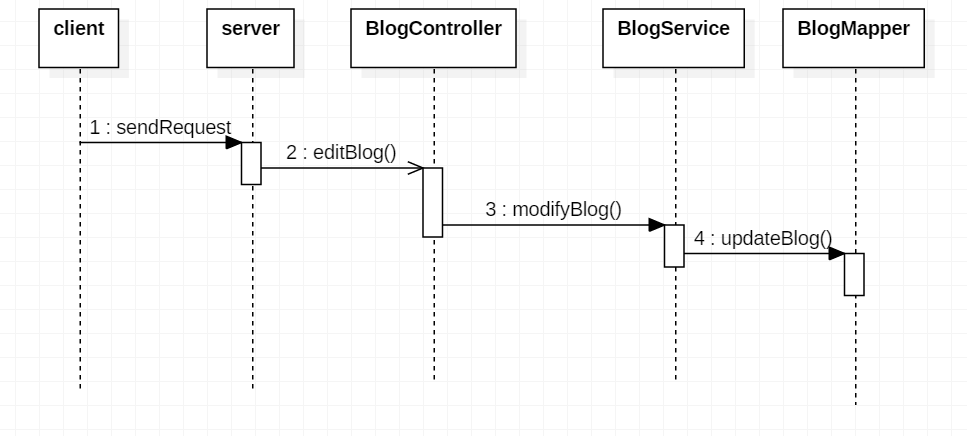 client
server
BlogController
BlogService
BlogMapper
1 : sendRequest
2 : editBlog()
3 : modifyBlog()
4 : updateBlog()